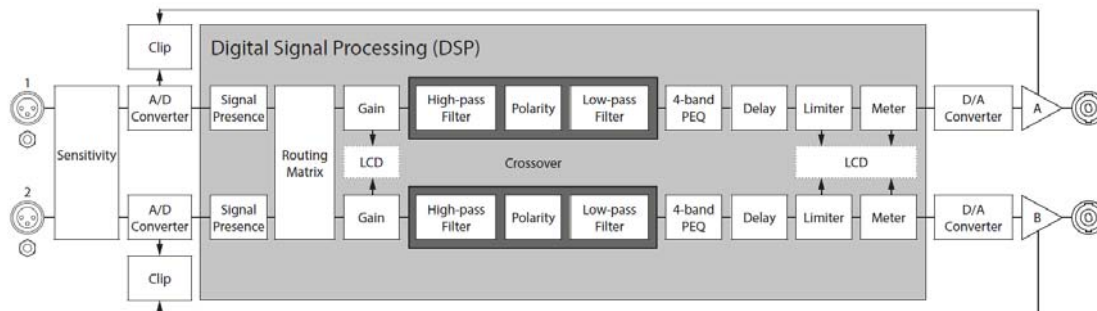 Clip
Digital Signal Processing (DSP)
1
Sensitivity
A/D
Converter
Signal
Presence
Routing
Matrix
Gain
High-pass
Filter
Polarity
Low-pass
Filter
4-band
PEQ
Delay
Limiter
Meter
D/A
Converter
A
LCD
Crossover
LCD
2
A/D
Converter
Signal
Presence
Gain
High-pass
Filter
Polarity
Low-pass
Filter
4-band
PEQ
Delay
Limiter
Meter
D/A
Converter
B
Clip